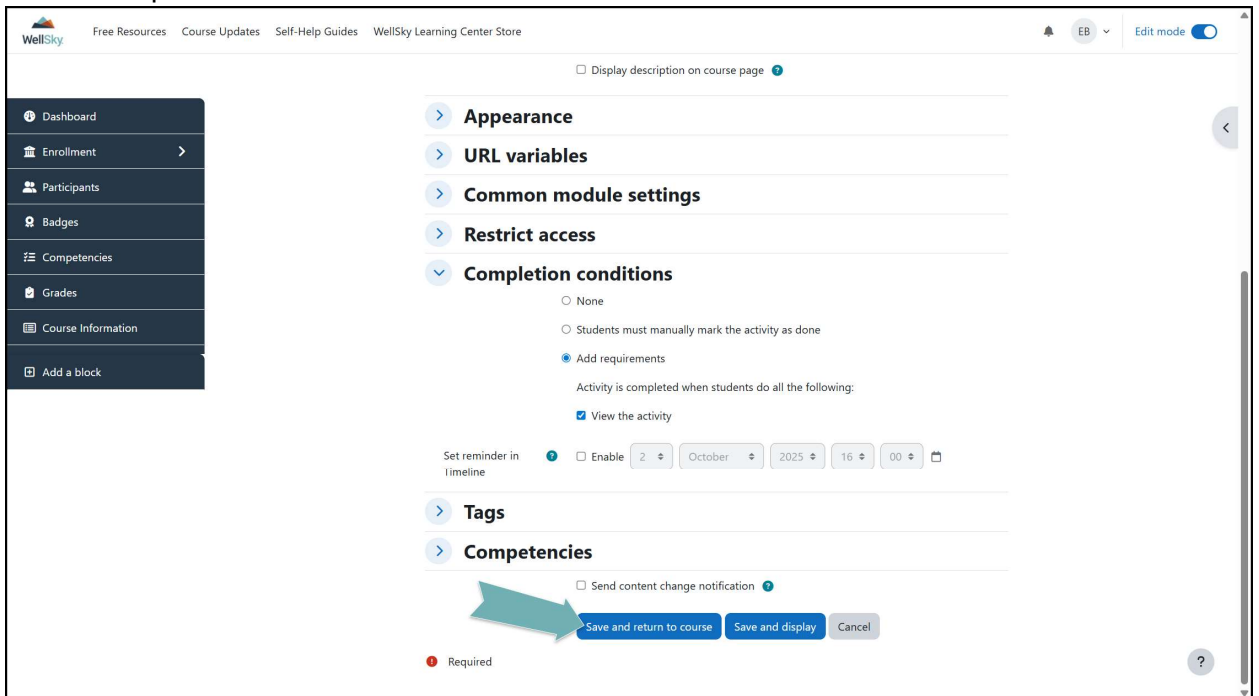 WellSky
Free Resources Course Updates Self-Help Guides WellSky Learning Center Store
EB
Edit mode
Display description on course page
Dashboard
Enrollment
Participants
Badges
Competencies
Grades
Course Information
Add a block
Appearance
URL variables
Common module settings
Restrict access
Completion conditions
None
Students must manually mark the activity as done
Add requirements
Activity is completed when students do all the following:
View the activity
Set reminder in
Timeline
Enable 2 October 2025 16 00
Tags
Competencies
Send content change notification
Save and return to course Save and display Cancel
Required
?